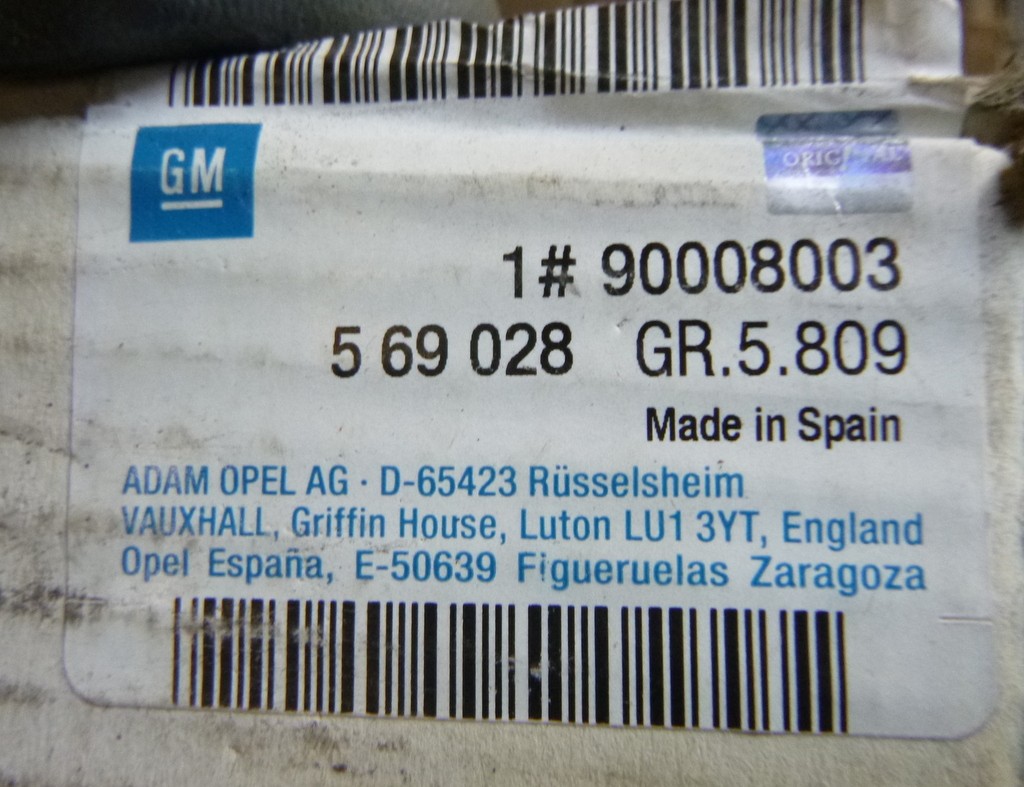 GM
1# 90008003
5 69 028 GR.5.809
Made in Spain
ADAM OPEL AG · D-65423 Rüsselsheim
VAUXHALL, Griffin House, Luton LU1 3YT, England
Opel España, E-50639 Figueruelas Zaragoza